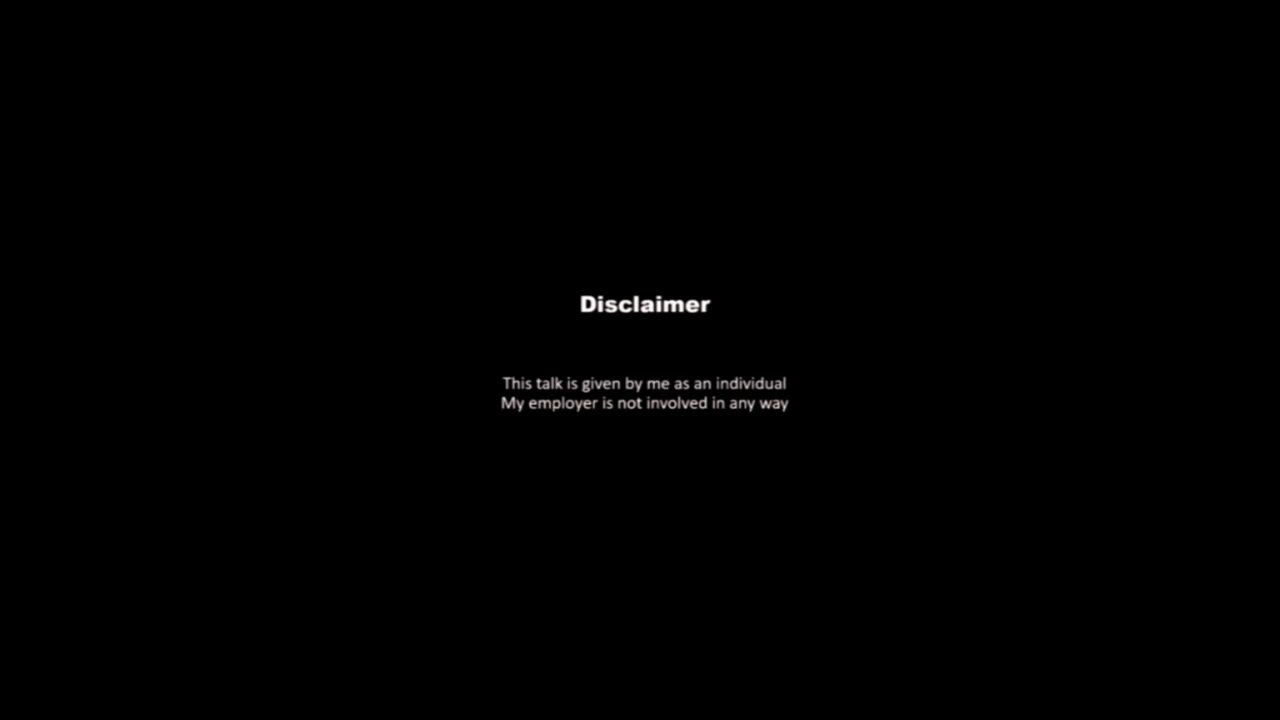 Disclaimer
This talk is given by me as an individual
My employer is not involved in any way